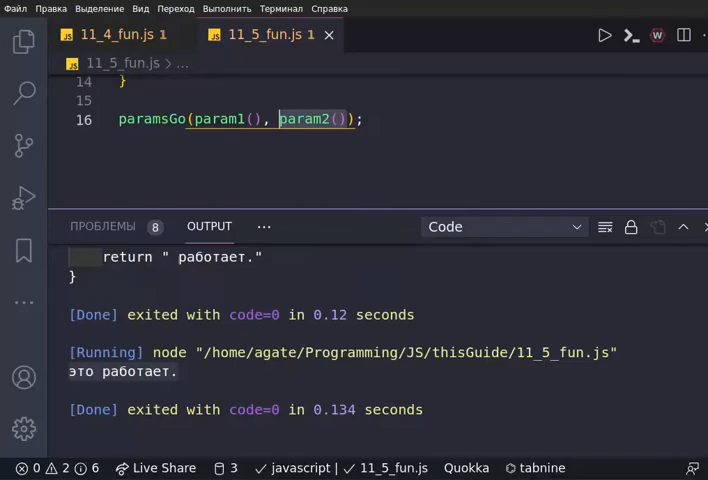 Файл Правка Выделение Вид Переход Выполнить Терминал Справка
JS 11_4_fun.js 1 JS 11_5_fun.js 1
JS 11_5_fun.js > ...
14 }
15
16 paramsGo(param1(), param2());
ПРОБЛЕМЫ 8 OUTPUT ... Code
return " работает."
}
[Done] exited with code=0 in 0.12 seconds
[Running] node "/home/agate/Programming/JS/thisGuide/11_5_fun.js"
это работает.
[Done] exited with code=0 in 0.134 seconds
0 2 6 Live Share 3 javascript | 11_5_fun.js Quokka tabnine